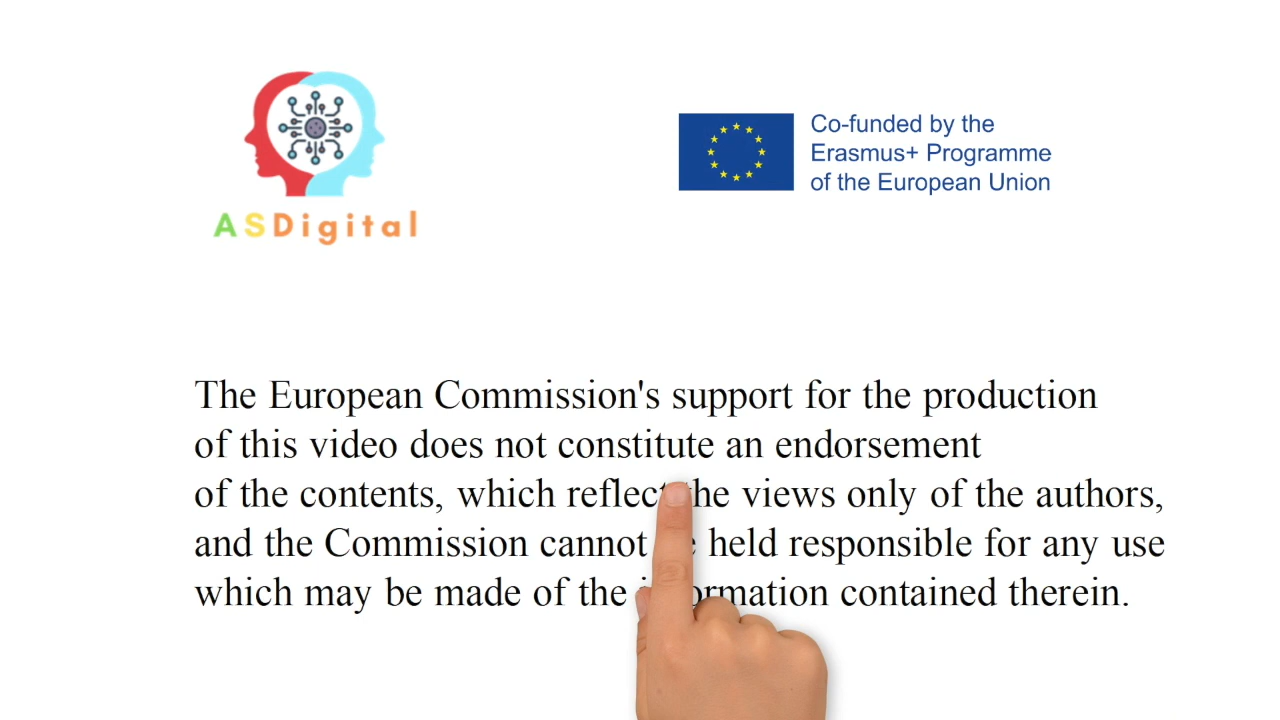 ASDigital
Co-funded by the
Erasmus+ Programme
of the European Union
The European Commission's support for the production
of this video does not constitute an endorsement
of the contents, which reflect the views only of the authors,
and the Commission cannot held responsible for any use
which may be made of the information contained therein.